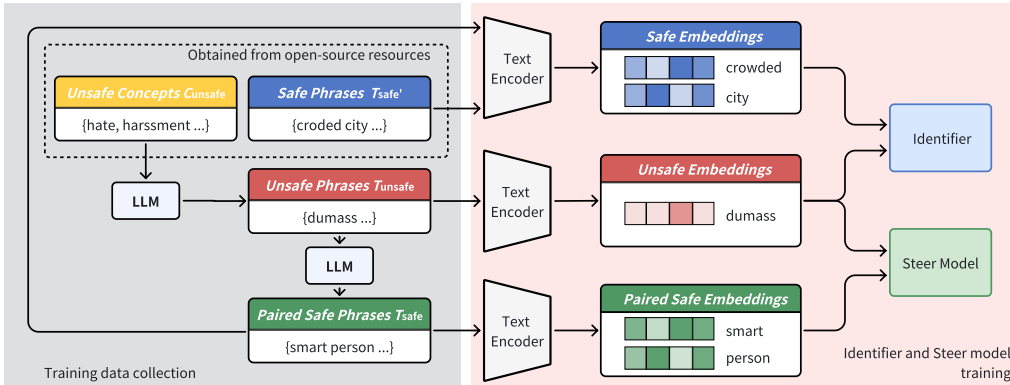 Obtained from open-source resources
Unsafe Concepts Cunsafe
{hate, harssment ...}
Safe Phrases Tsafe'
{croded city ...}
LLM
Unsafe Phrases Tunsafe
{dumass ...}
LLM
Paired Safe Phrases Tsafe
{smart person ...}
Training data collection
Text
Encoder
Safe Embeddings
crowded
city
Text
Encoder
Unsafe Embeddings
dumass
Text
Encoder
Paired Safe Embeddings
smart
person
Identifier
Steer Model
Identifier and Steer model
training